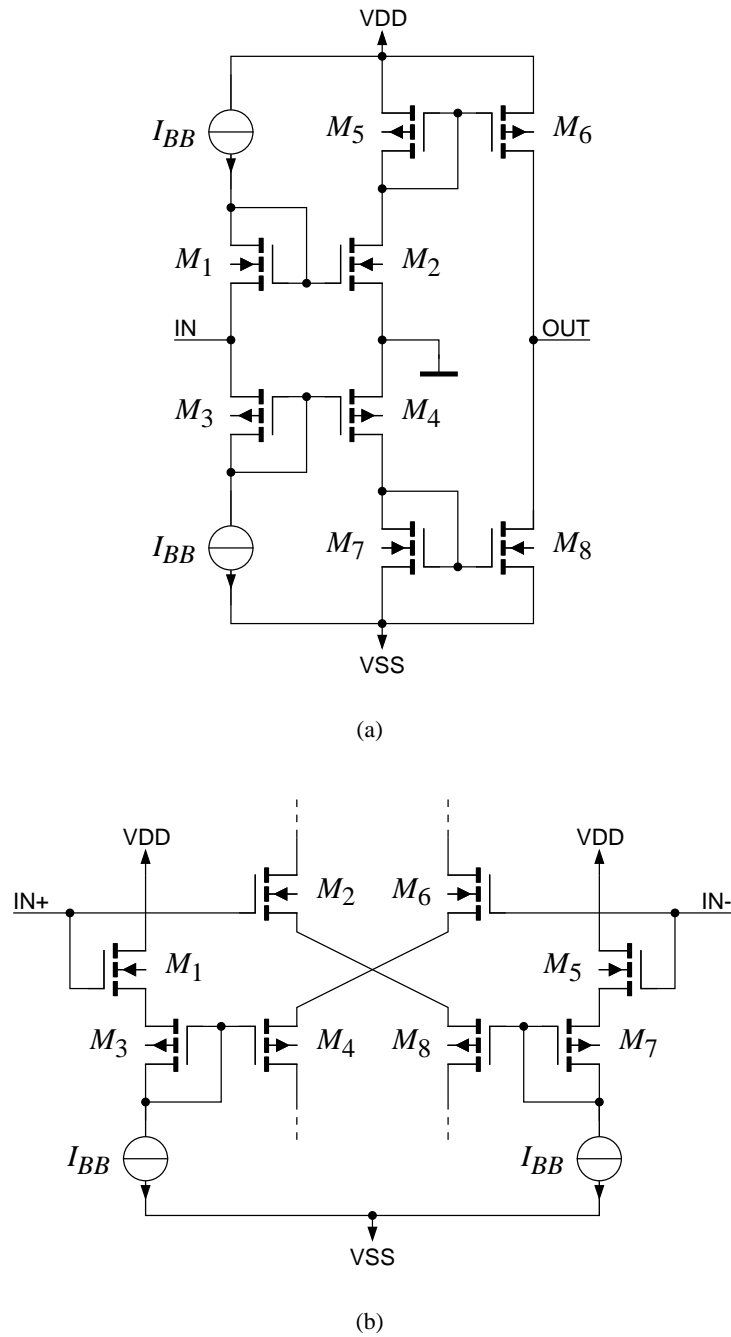 VDD
I_BB
M_5
M_6
M_1
M_2
IN
OUT
M_3
M_4
I_BB
M_7
M_8
VSS
(a)
VDD
VDD
IN+
M_2
M_6
IN-
M_1
M_5
M_3
M_4
M_8
M_7
I_BB
I_BB
VSS
(b)